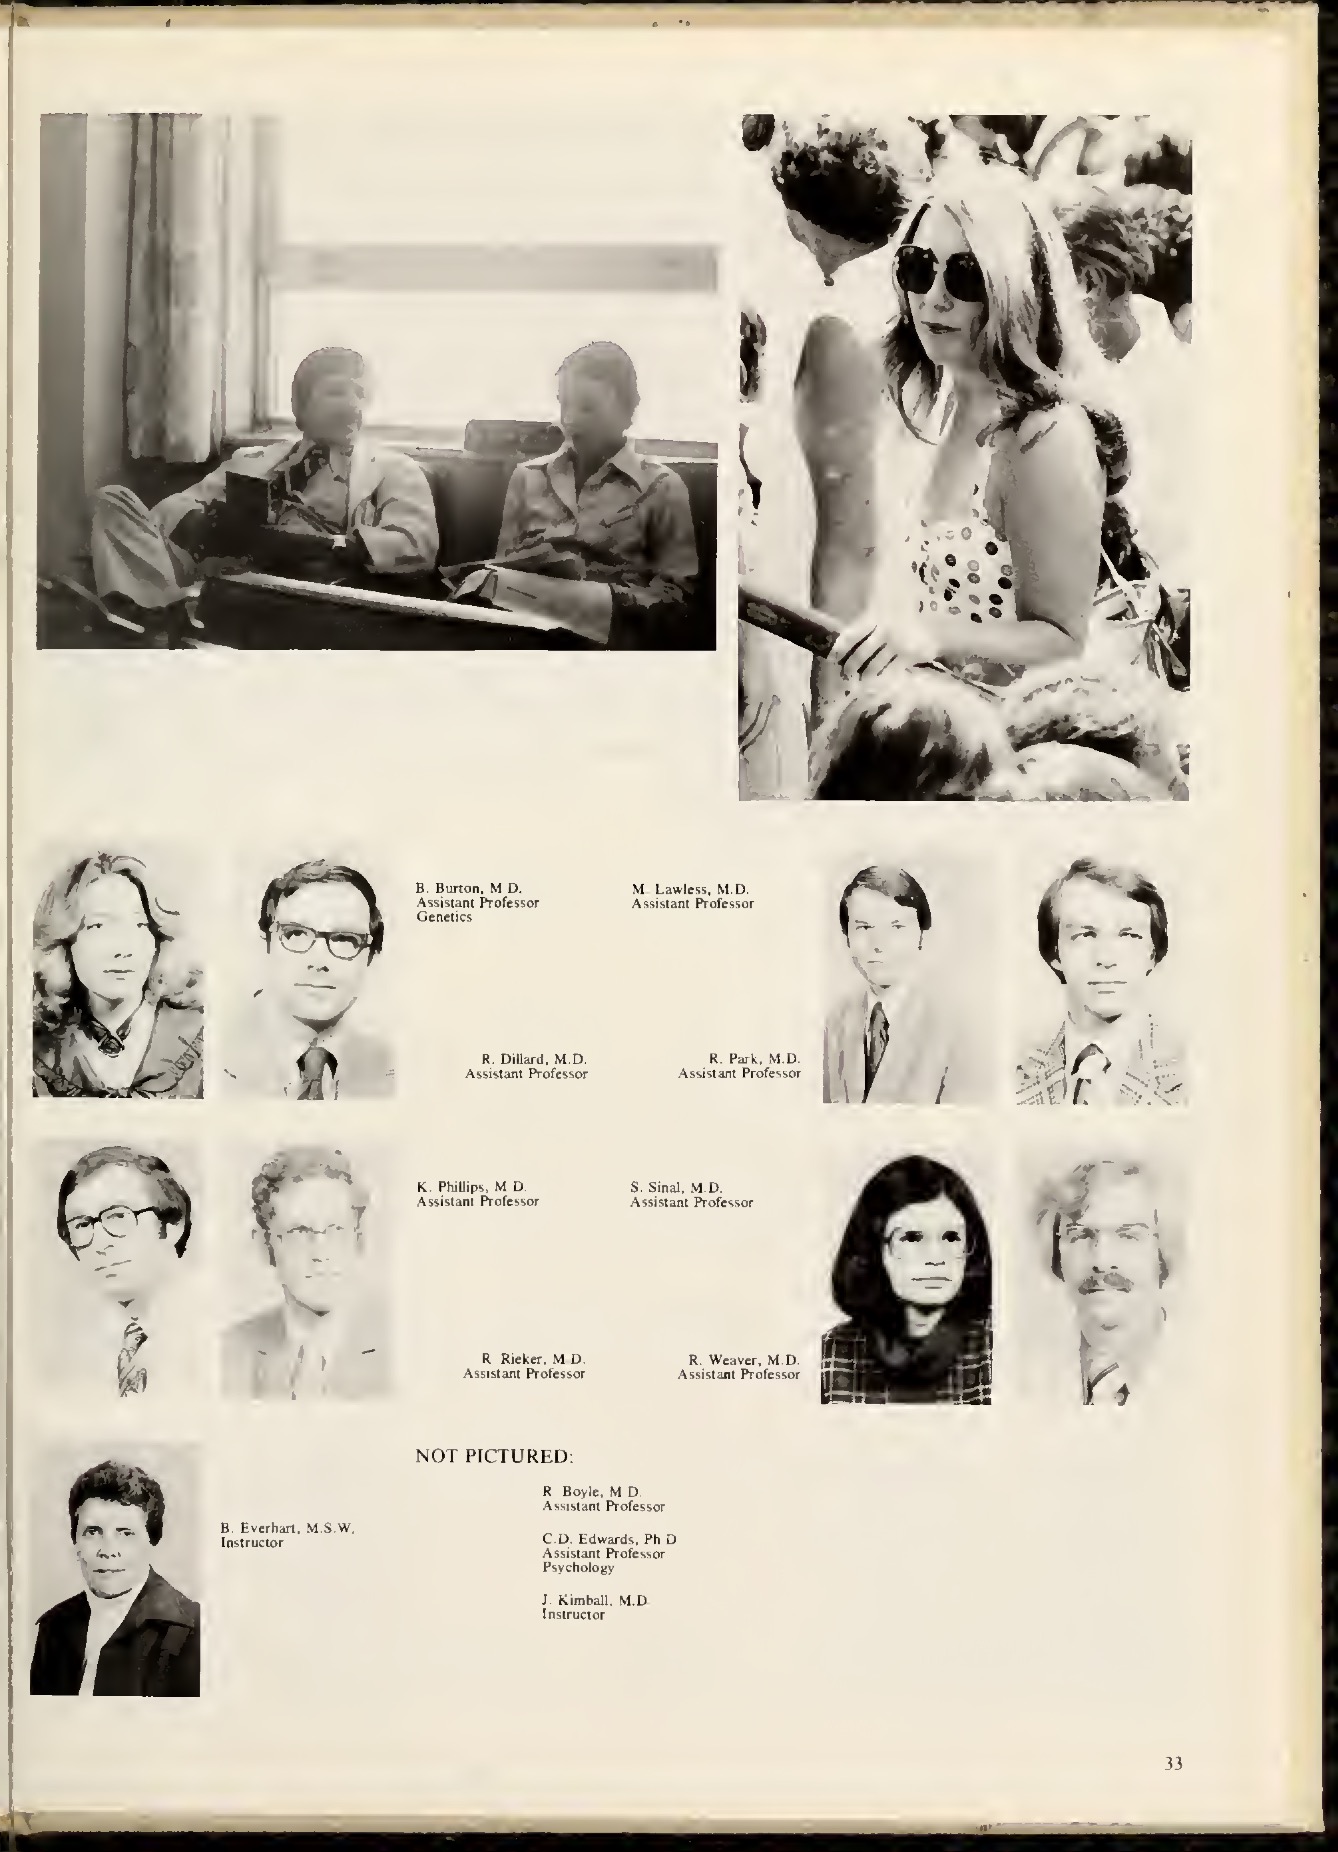 B. Burton, M D.
Assistant Professor
Genetics
M. Lawless, M.D.
Assistant Professor
R. Dillard, M.D.
Assistant Professor
R. Park, M.D.
Assistant Professor
K. Phillips, M D.
Assistant Professor
S. Sinal, M.D.
Assistant Professor
R Rieker, M D.
Assistant Professor
R. Weaver, M.D.
Assistant Professor
B. Everhart, M.S.W.
Instructor
NOT PICTURED:
R Boyle, M D.
Assistant Professor
C.D. Edwards, Ph D
Assistant Professor
Psychology
J. Kimball, M.D.
Instructor
33